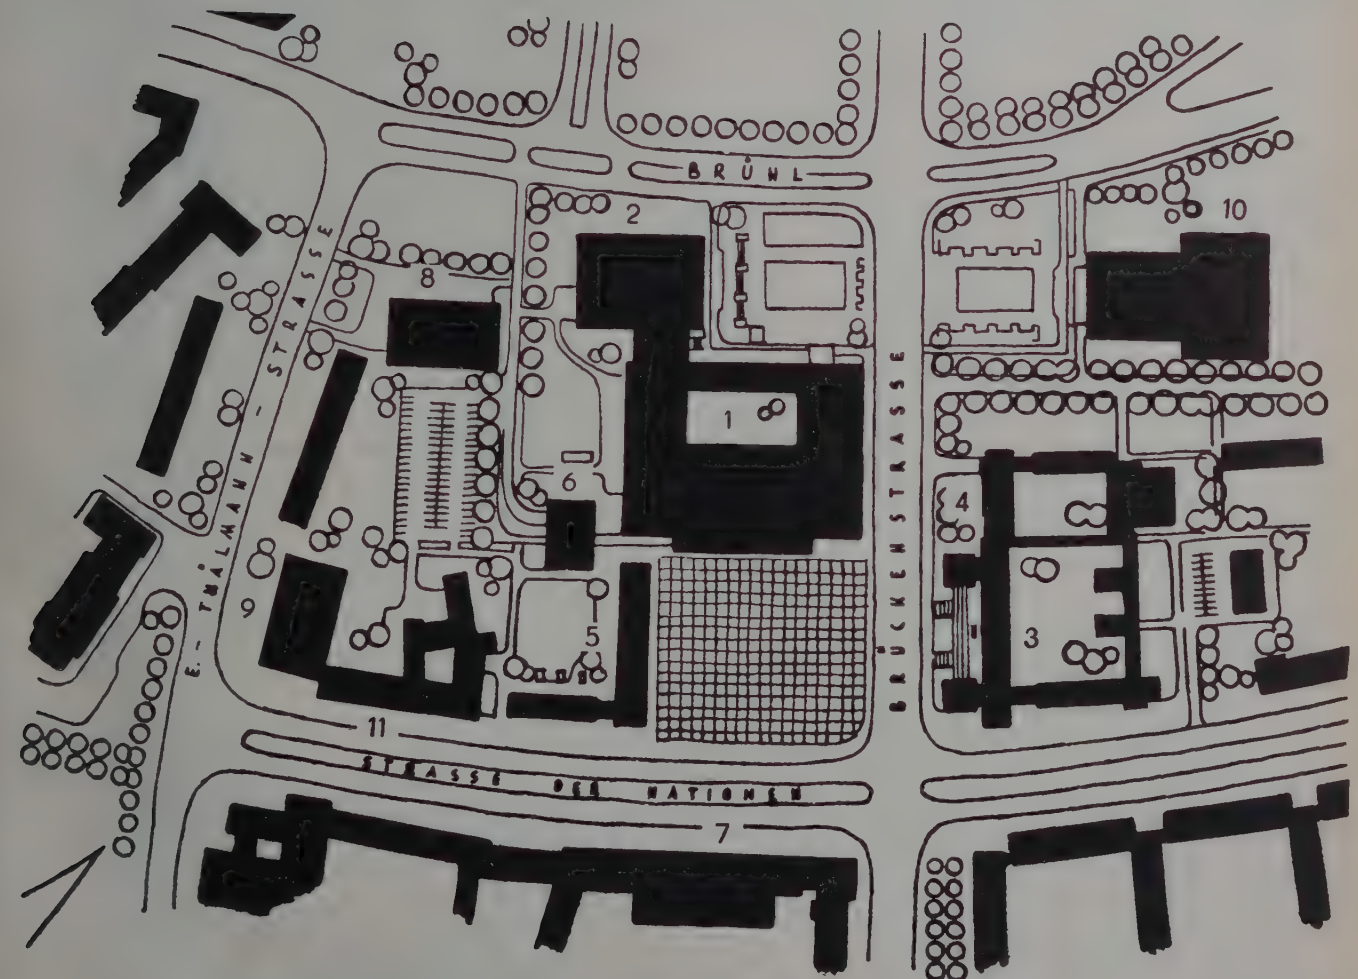 BRÜHL
2
10
8
E.-THÄLMANN-STRASSE
1
BRÜCKENSTRASSE
6
4
9
5
3
11
STRASSE DER NATIONEN
7